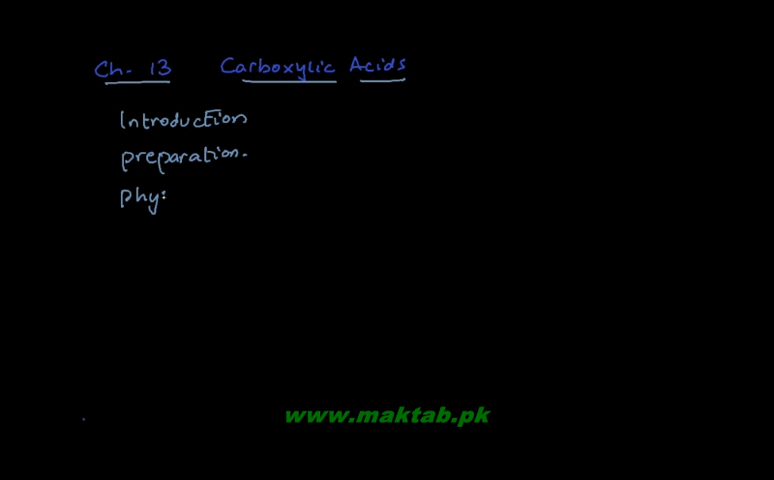 Ch. 13 Carboxylic Acids
Introduction
preparation.
phy
www.maktab.pk